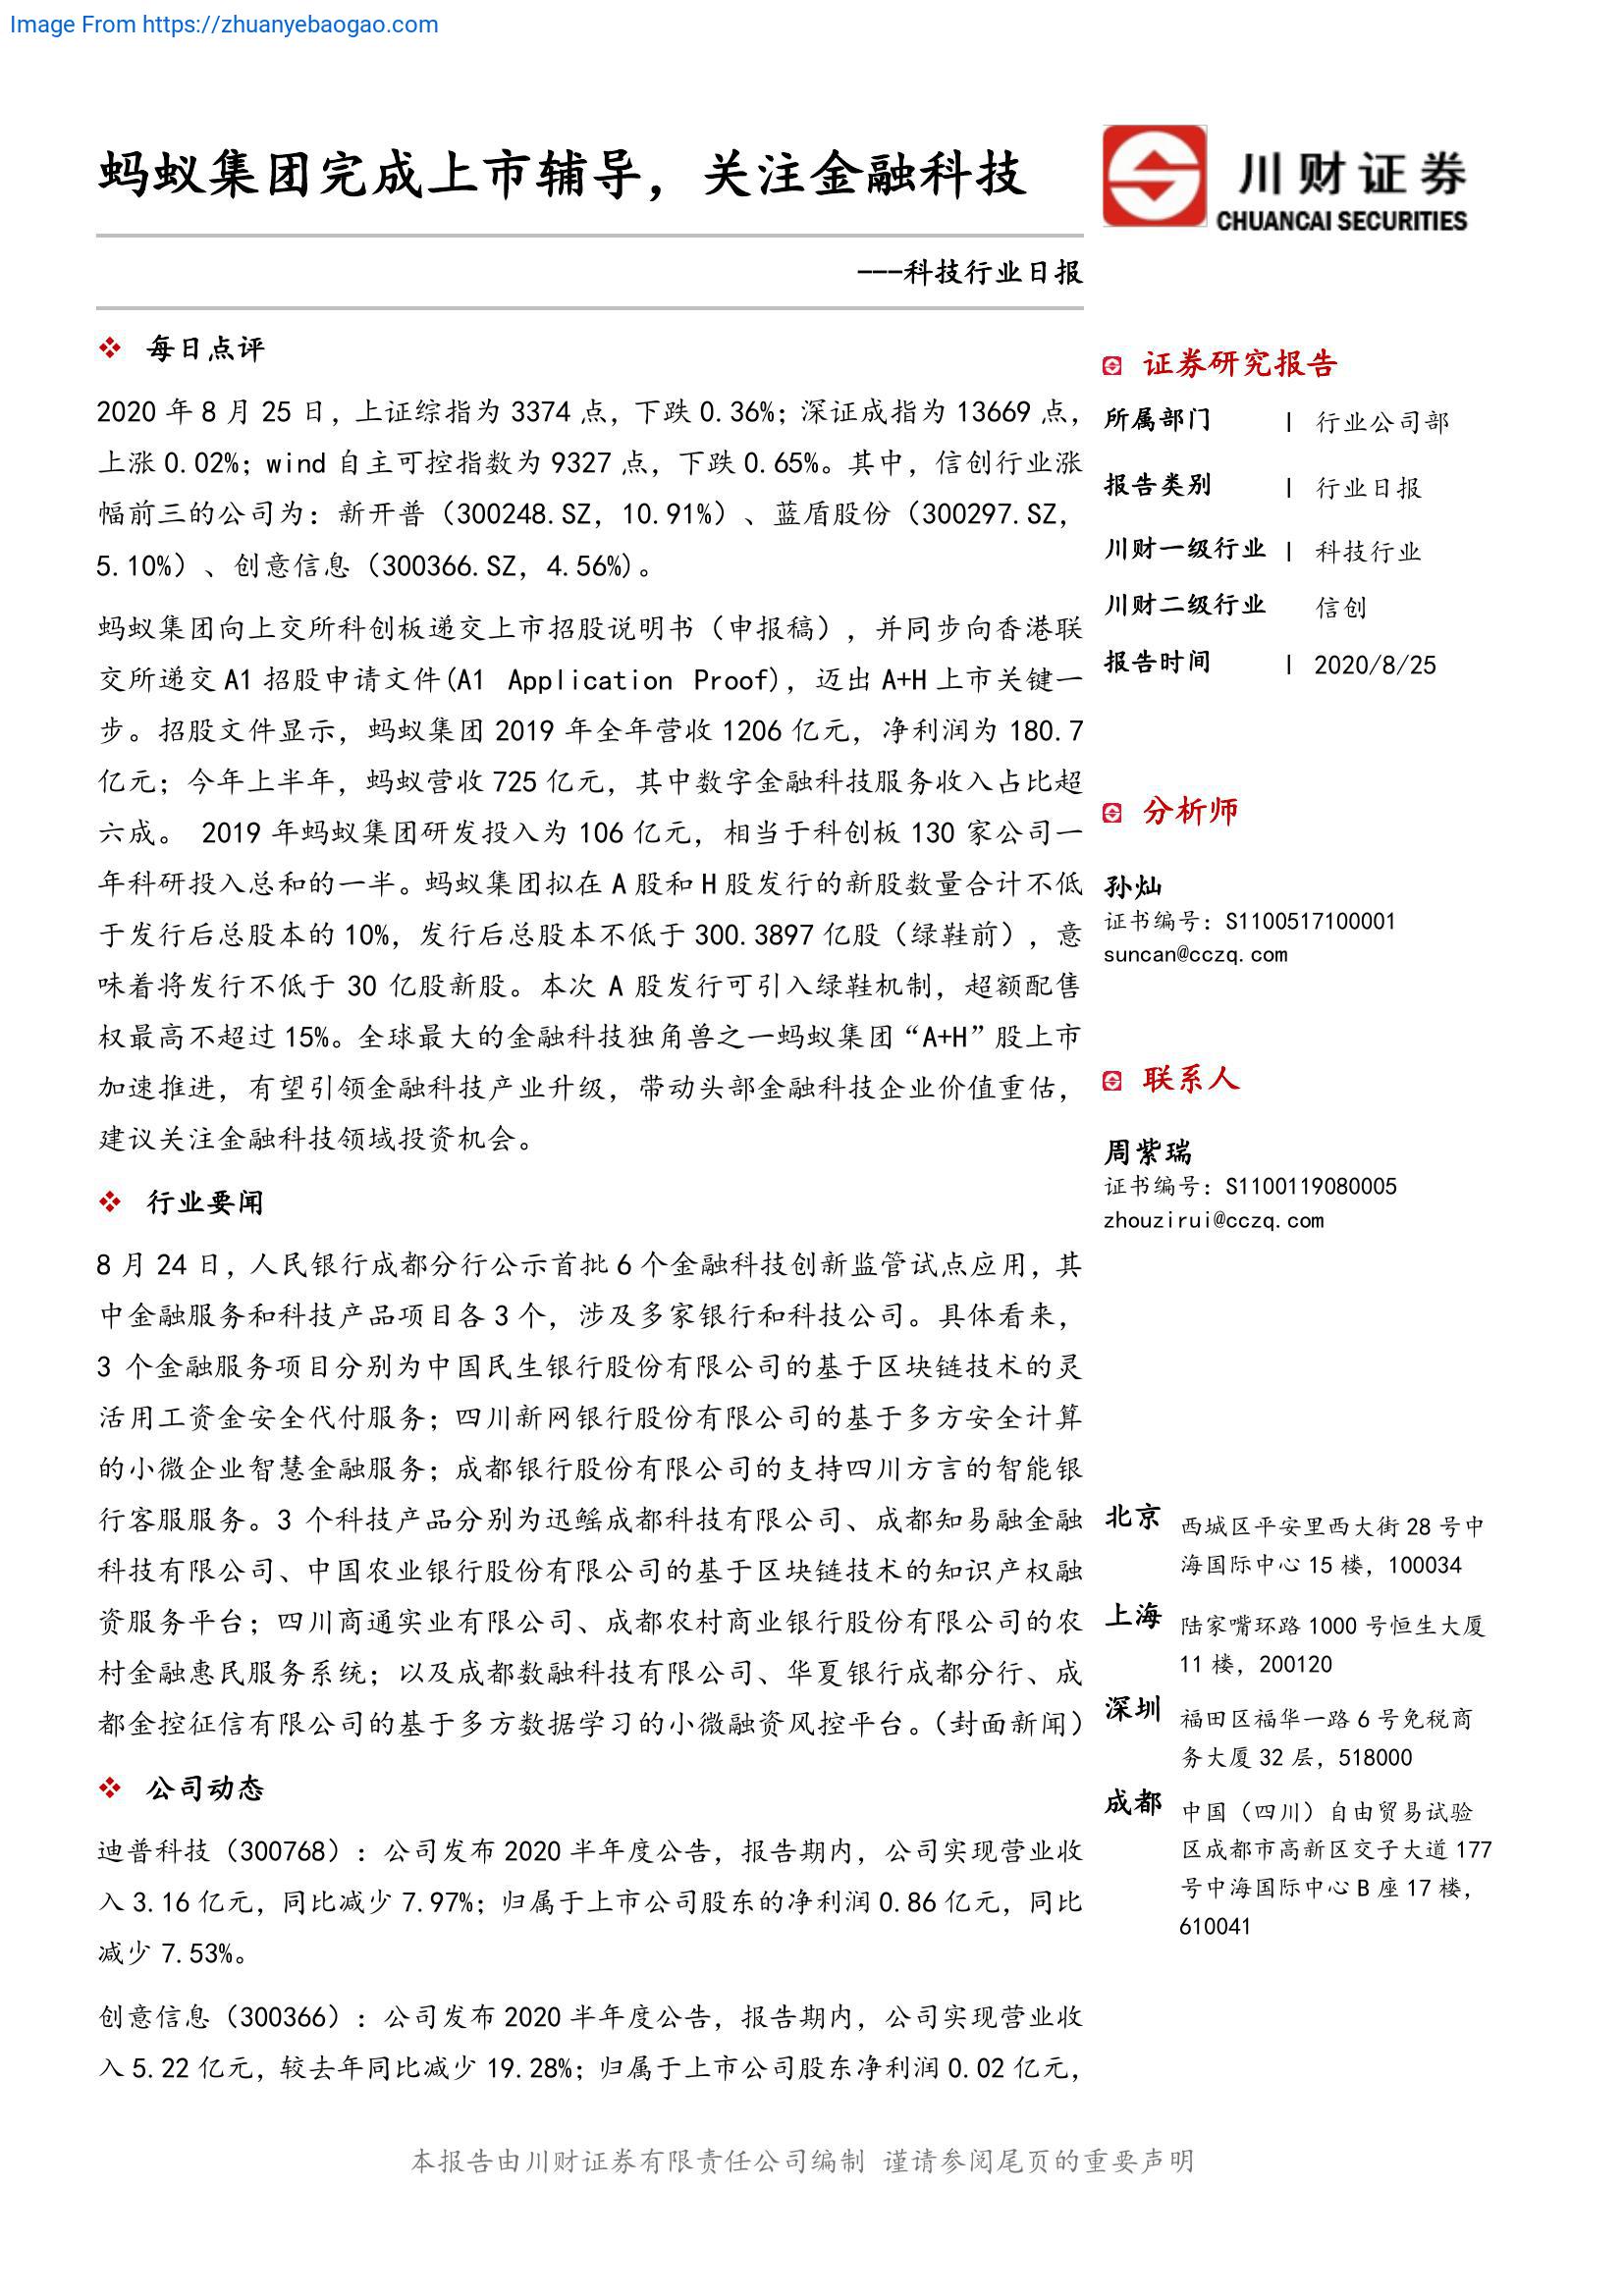 Image From https://zhuanyebaogao.com
蚂蚁集团完成上市辅导，关注金融科技
川财证券
CHUANCAI SECURITIES
---科技行业日报
每日点评
2020 年 8 月 25 日，上证综指为 3374 点，下跌 0.36%；深证成指为 13669 点，
上涨 0.02%；wind 自主可控指数为 9327 点，下跌 0.65%。其中，信创行业涨
幅前三的公司为：新开普（300248.SZ，10.91%）、蓝盾股份（300297.SZ，
5.10%）、创意信息（300366.SZ，4.56%)。
蚂蚁集团向上交所科创板递交上市招股说明书（申报稿），并同步向香港联
交所递交 A1 招股申请文件(A1 Application Proof)，迈出 A+H 上市关键一
步。招股文件显示，蚂蚁集团 2019 年全年营收 1206 亿元，净利润为 180.7
亿元；今年上半年，蚂蚁营收 725 亿元，其中数字金融科技服务收入占比超
六成。 2019 年蚂蚁集团研发投入为 106 亿元，相当于科创板 130 家公司一
年科研投入总和的一半。蚂蚁集团拟在 A 股和 H 股发行的新股数量合计不低
于发行后总股本的 10%，发行后总股本不低于 300.3897 亿股（绿鞋前），意
味着将发行不低于 30 亿股新股。本次 A 股发行可引入绿鞋机制，超额配售
权最高不超过 15%。全球最大的金融科技独角兽之一蚂蚁集团“A+H”股上市
加速推进，有望引领金融科技产业升级，带动头部金融科技企业价值重估，
建议关注金融科技领域投资机会。
行业要闻
8 月 24 日，人民银行成都分行公示首批 6 个金融科技创新监管试点应用，其
中金融服务和科技产品项目各 3 个，涉及多家银行和科技公司。具体看来，
3 个金融服务项目分别为中国民生银行股份有限公司的基于区块链技术的灵
活用工资金安全代付服务；四川新网银行股份有限公司的基于多方安全计算
的小微企业智慧金融服务；成都银行股份有限公司的支持四川方言的智能银
行客服服务。3 个科技产品分别为迅鳐成都科技有限公司、成都知易融金融
科技有限公司、中国农业银行股份有限公司的基于区块链技术的知识产权融
资服务平台；四川商通实业有限公司、成都农村商业银行股份有限公司的农
村金融惠民服务系统；以及成都数融科技有限公司、华夏银行成都分行、成
都金控征信有限公司的基于多方数据学习的小微融资风控平台。（封面新闻）
公司动态
迪普科技（300768）：公司发布 2020 半年度公告，报告期内，公司实现营业收
入 3.16 亿元，同比减少 7.97%；归属于上市公司股东的净利润 0.86 亿元，同比
减少 7.53%。
创意信息（300366）：公司发布 2020 半年度公告，报告期内，公司实现营业收
入 5.22 亿元，较去年同比减少 19.28%；归属于上市公司股东净利润 0.02 亿元，
证券研究报告
所属部门 | 行业公司部
报告类别 | 行业日报
川财一级行业 | 科技行业
川财二级行业 信创
报告时间 | 2020/8/25
分析师
孙灿
证书编号：S1100517100001
suncan@cczq.com
联系人
周紫瑞
证书编号：S1100119080005
zhouzirui@cczq.com
北京 西城区平安里西大街 28 号中
海国际中心 15 楼，100034
上海 陆家嘴环路 1000 号恒生大厦
11 楼，200120
深圳 福田区福华一路 6 号免税商
务大厦 32 层，518000
成都 中国（四川）自由贸易试验
区成都市高新区交子大道 177
号中海国际中心 B 座 17 楼，
610041
本报告由川财证券有限责任公司编制 谨请参阅尾页的重要声明